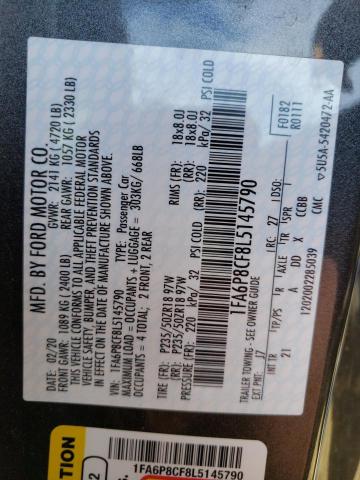 MFD. BY FORD MOTOR CO.
02/20 GVWR: 2141 KG ( 4720 LB)
FRONT GAWR: 1089 KG ( 2400 LB) REAR GAWR: 1057 KG ( 2330 LB)
THIS VEHICLE CONFORMS TO ALL APPLICABLE FEDERAL MOTOR
VEHICLE SAFETY, BUMPER, AND THEFT PREVENTION STANDARDS
IN EFFECT ON THE DATE OF MANUFACTURE SHOWN ABOVE.
VIN: 1FA6P8CF8L5145790 TYPE: Passenger Car
MAXIMUM LOAD = OCCUPANTS + LUGGAGE = 303KG/ 668LB
OCCUPANTS = 4 TOTAL; 2 FRONT, 2 REAR
TIRE (FR): P235/50ZR18 97W RIMS (FR): 18x8.0J
TIRE (RR): P235/50ZR18 97W (RR): 18x8.0J
PRESSURE (FR): 220 kPa/ 32 PSI COLD (RR): 220 kPa/ 32 PSI COLD
1FA6P8CF8L5145790
TRAILER TOWING - SEE OWNER GUIDE
F0182
R0111
EXT PNT: J7 RC: 27 DSO:
INT TR TP/PS R AXLE TR SPR
21 A DD X T
CCBB
1202002285039 CMC 5U5A-5420472-AA
1FA6P8CF8L5145790